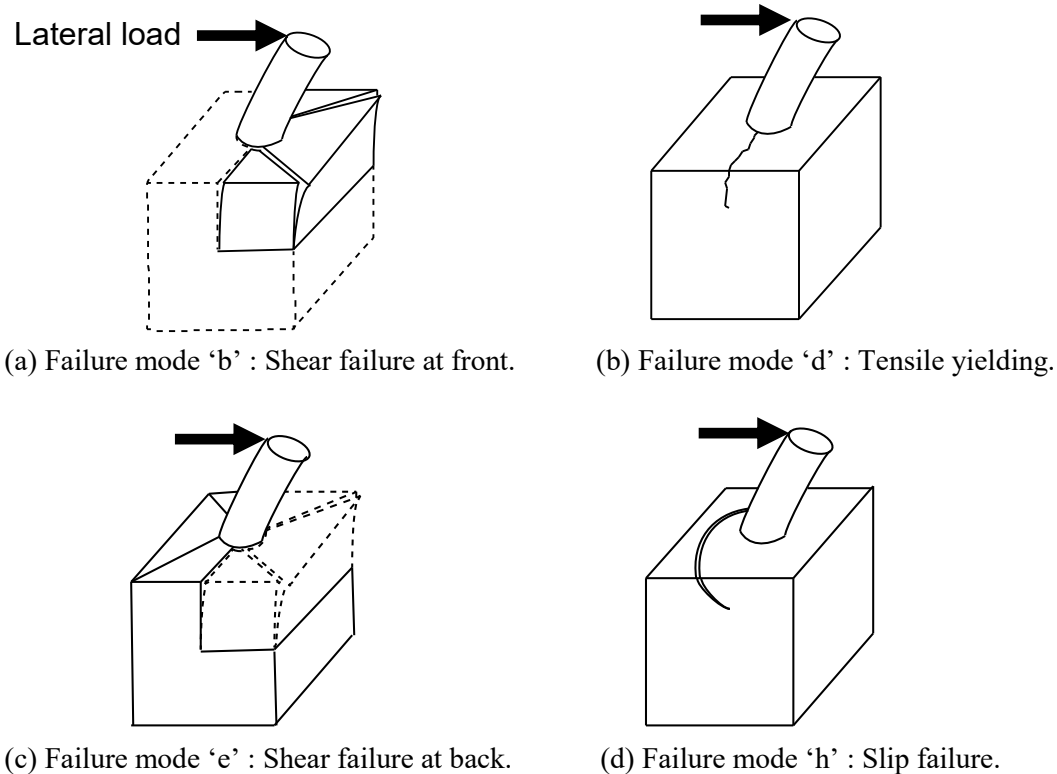 Lateral load
(a) Failure mode ‘b’ : Shear failure at front.
(b) Failure mode ‘d’ : Tensile yielding.
(c) Failure mode ‘e’ : Shear failure at back.
(d) Failure mode ‘h’ : Slip failure.